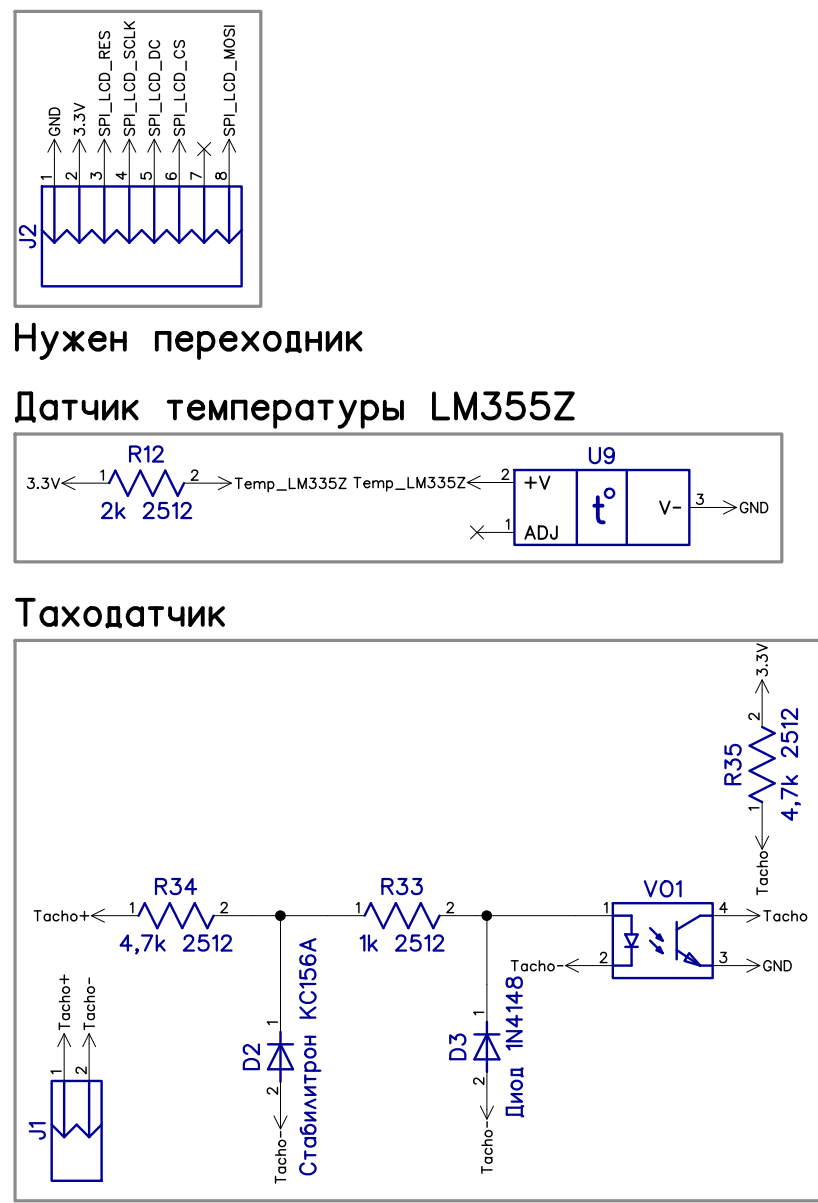 GND
3.3V
SPI_LCD_RES
SPI_LCD_SCLK
SPI_LCD_DC
SPI_LCD_CS
SPI_LCD_MOSI
1
2
3
4
5
6
7
8
J2
Нужен переходник
Датчик температуры LM355Z
R12
3.3V 1 2 Temp_LM335Z
2k 2512
U9
Temp_LM335Z 2 +V
t° V- 3 GND
1 ADJ
Таходатчик
3.3V
2
R35
4,7k 2512
1
Tacho
R34
Tacho+ 1 2
4,7k 2512
R33
1 2
1k 2512
VO1
1 4 Tacho
Tacho- 2 3 GND
1
D2
Стабилитрон КС156А
2
Tacho-
1
D3
Диод 1N4148
2
Tacho-
Tacho+
Tacho-
1
2
J1